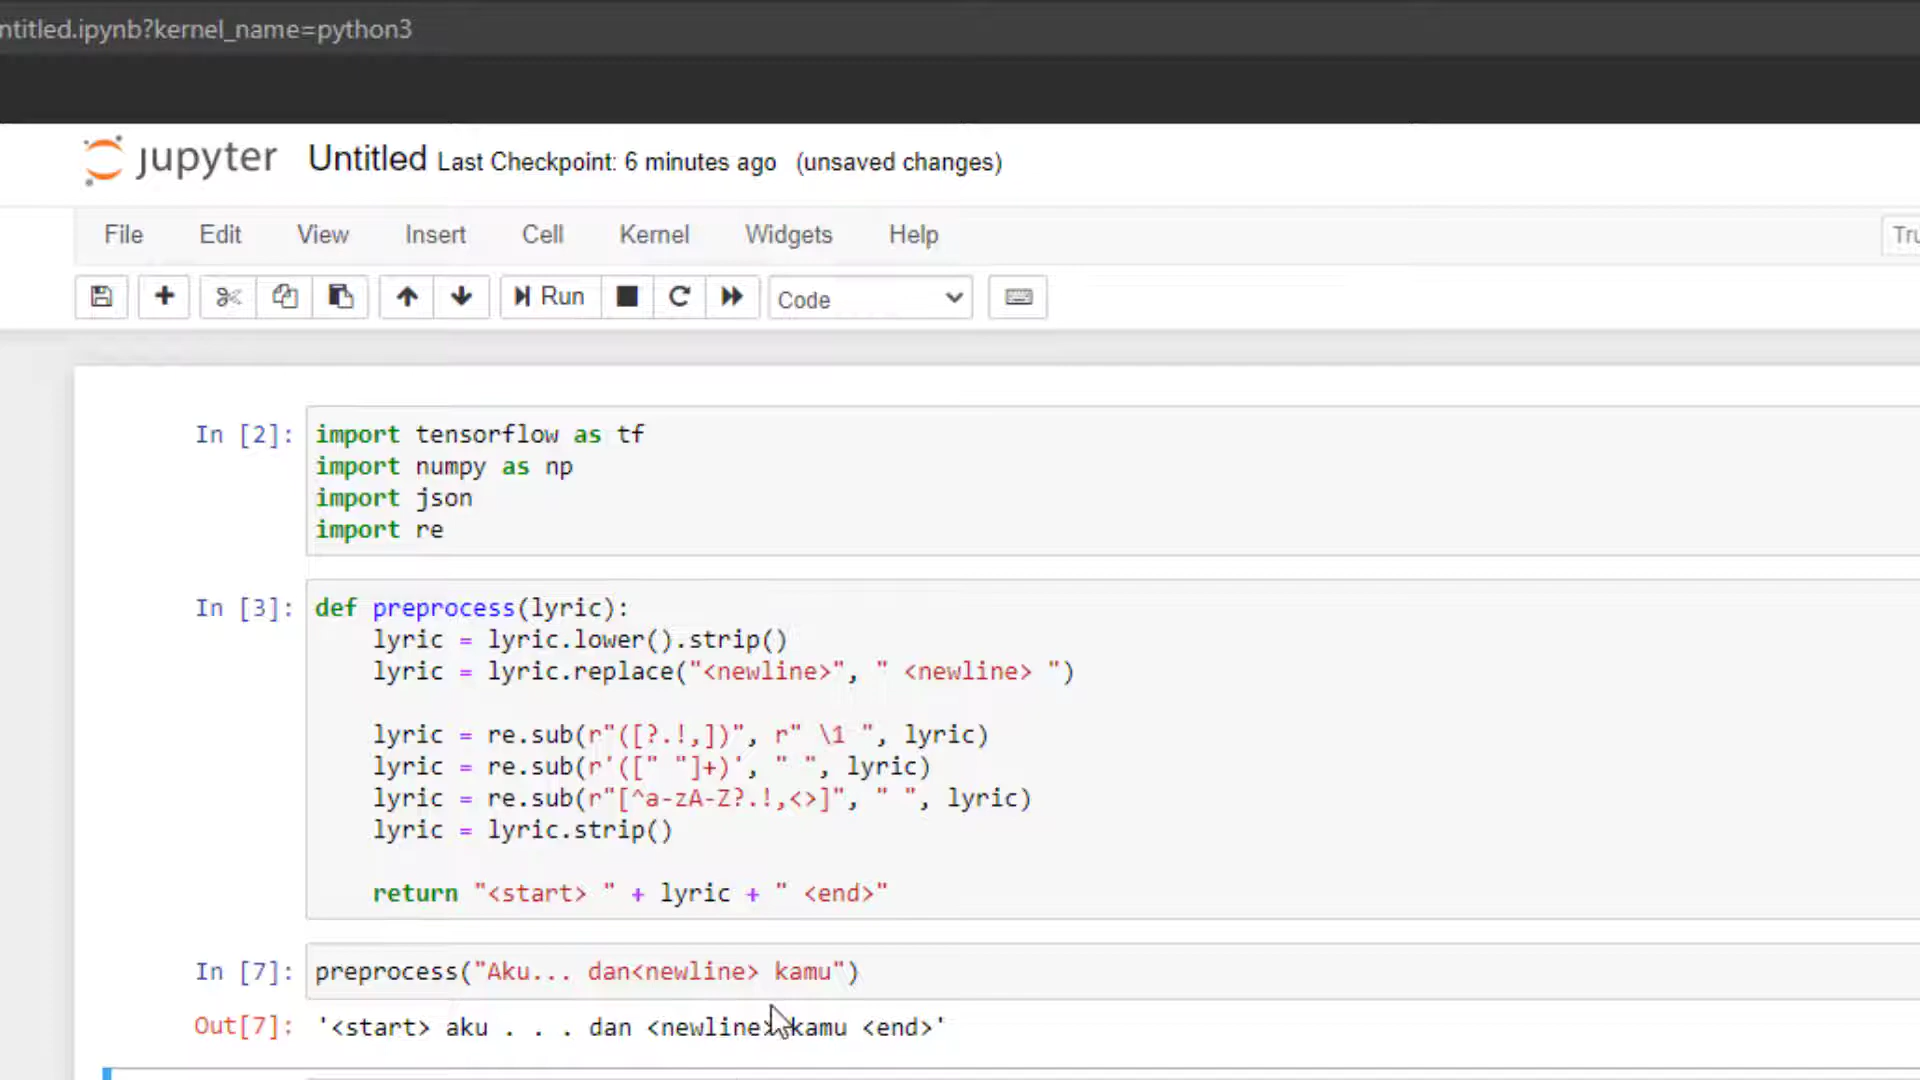 ntitled.ipynb?kernel_name=python3
jupyter Untitled Last Checkpoint: 6 minutes ago (unsaved changes)
File Edit View Insert Cell Kernel Widgets Help
Run Code
In [2]: import tensorflow as tf
import numpy as np
import json
import re
In [3]: def preprocess(lyric):
    lyric = lyric.lower().strip()
    lyric = lyric.replace("<newline>", " <newline> ")
    lyric = re.sub(r"([?.!,])", r" \1 ", lyric)
    lyric = re.sub(r'([" "]+)', " ", lyric)
    lyric = re.sub(r"[^a-zA-Z?.!,<>]", " ", lyric)
    lyric = lyric.strip()
    return "<start> " + lyric + " <end>"
In [7]: preprocess("Aku... dan<newline> kamu")
Out[7]: '<start> aku . . . dan <newline> kamu <end>'